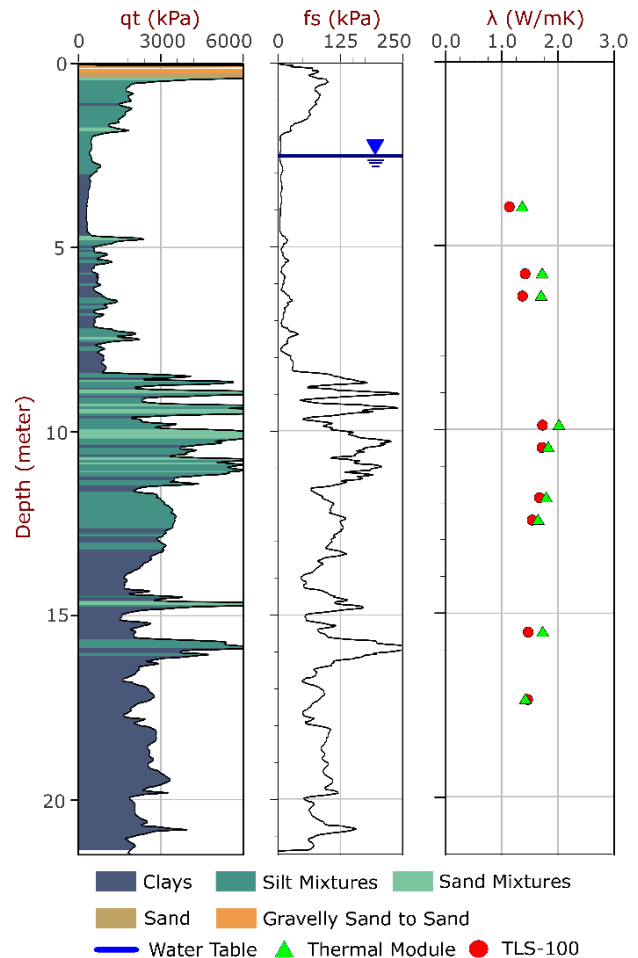 qt (kPa) fs (kPa) λ (W/mK)
0 3000 6000 0 125 250 0.0 1.0 2.0 3.0
0
5
10
15
20
Depth (meter)
Clays Silt Mixtures Sand Mixtures
Sand Gravelly Sand to Sand
Water Table Thermal Module TLS-100